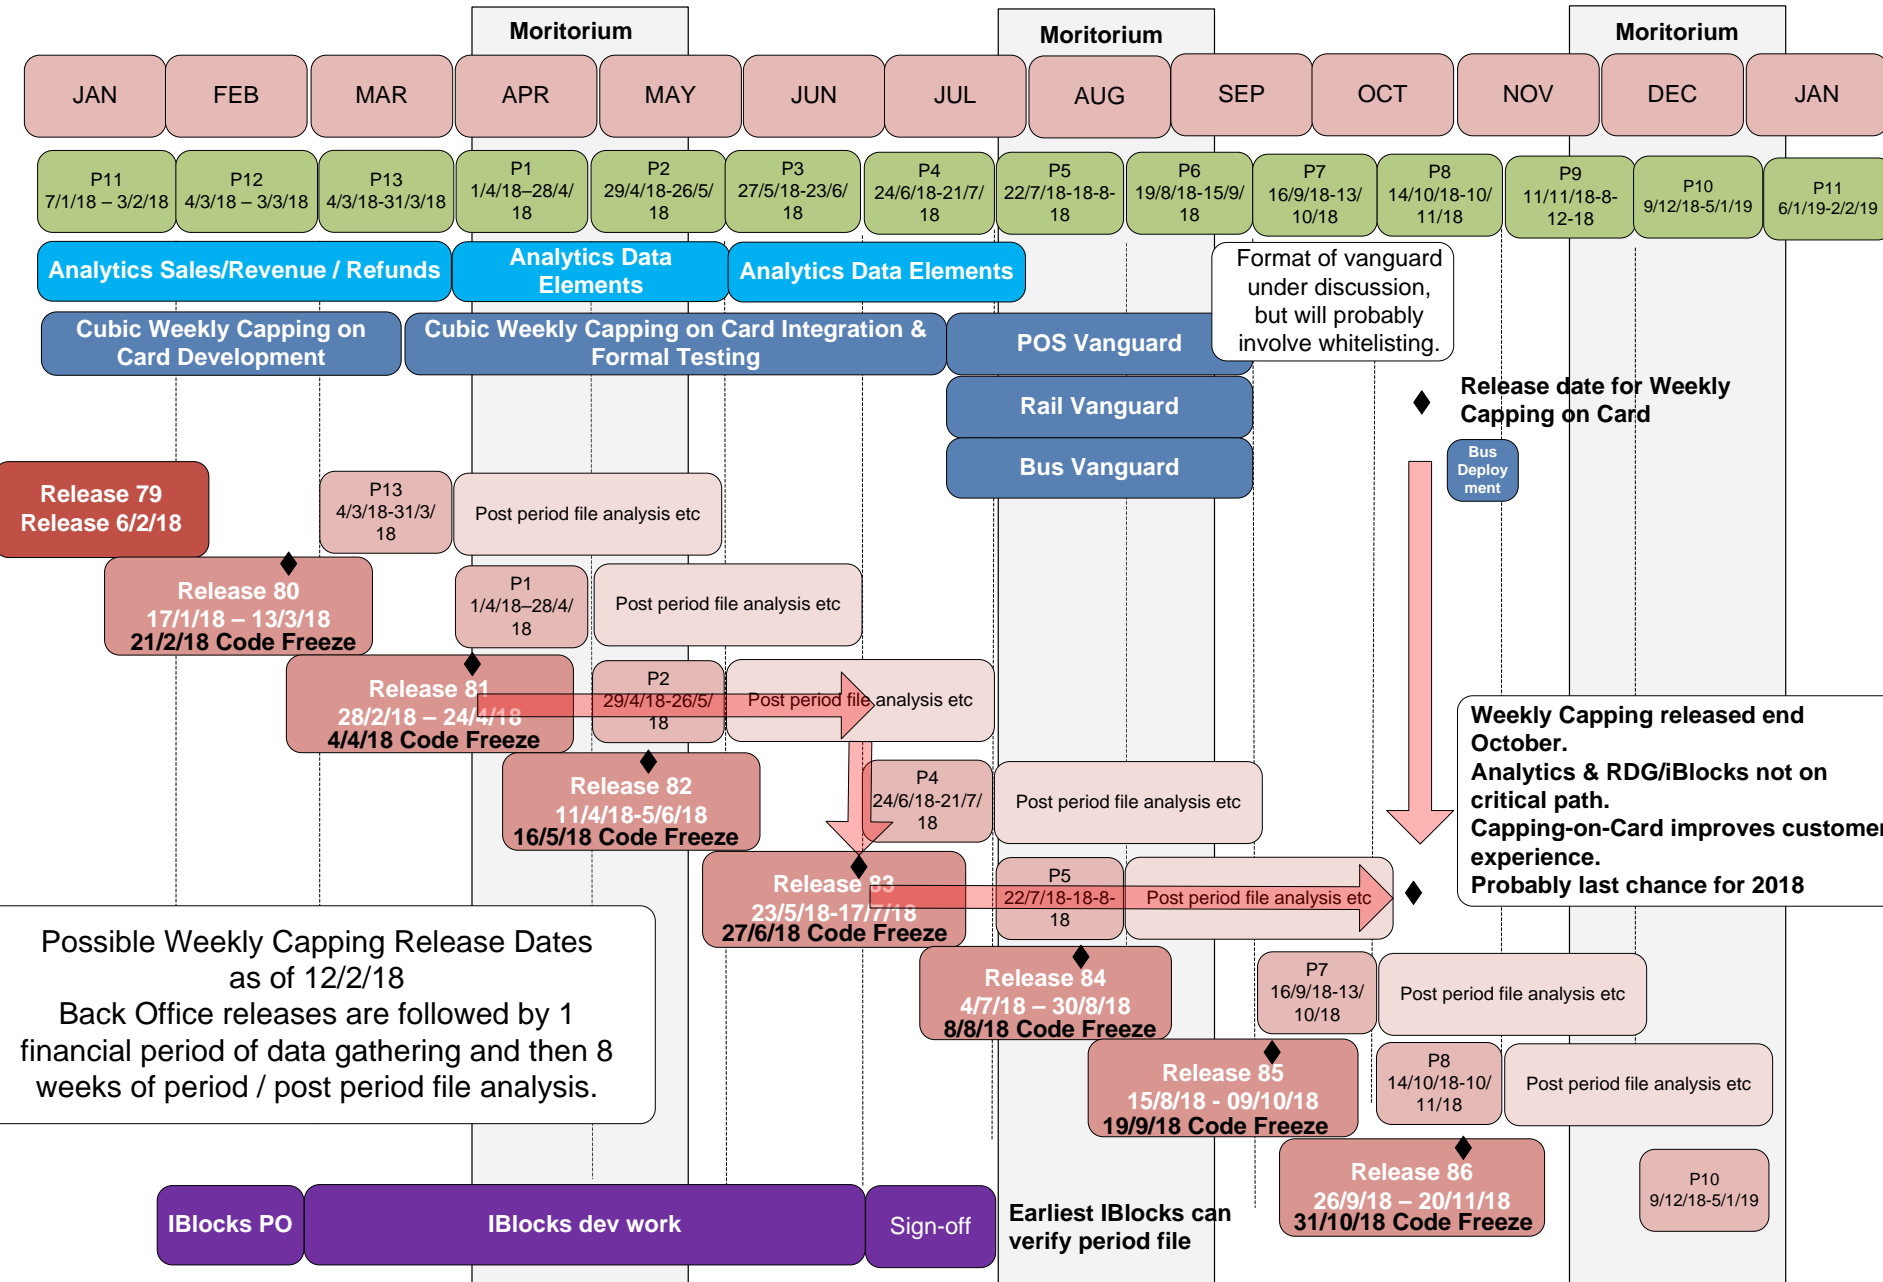 Moritorium
Moritorium
Moritorium
JAN
FEB
MAR
APR
MAY
JUN
JUL
AUG
SEP
OCT
NOV
DEC
JAN
P11
7/1/18 – 3/2/18
P12
4/3/18 – 3/3/18
P13
4/3/18-31/3/18
P1
1/4/18–28/4/
18
P2
29/4/18-26/5/
18
P3
27/5/18-23/6/
18
P4
24/6/18-21/7/
18
P5
22/7/18-18-8-
18
P6
19/8/18-15/9/
18
P7
16/9/18-13/
10/18
P8
14/10/18-10/
11/18
P9
11/11/18-8-
12-18
P10
9/12/18-5/1/19
P11
6/1/19-2/2/19
Analytics Sales/Revenue / Refunds
Analytics Data
Elements
Analytics Data Elements
Format of vanguard
under discussion,
but will probably
involve whitelisting.
Cubic Weekly Capping on
Card Development
Cubic Weekly Capping on Card Integration &
Formal Testing
POS Vanguard
Rail Vanguard
Bus Vanguard
Release date for Weekly
Capping on Card
Bus
Deploy
ment
Release 79
Release 6/2/18
P13
4/3/18-31/3/
18
Post period file analysis etc
Release 80
17/1/18 – 13/3/18
21/2/18 Code Freeze
P1
1/4/18–28/4/
18
Post period file analysis etc
Release 81
28/2/18 – 24/4/18
4/4/18 Code Freeze
P2
29/4/18-26/5/
18
Post period file analysis etc
Release 82
11/4/18-5/6/18
16/5/18 Code Freeze
P4
24/6/18-21/7/
18
Post period file analysis etc
Weekly Capping released end
October.
Analytics & RDG/iBlocks not on
critical path.
Capping-on-Card improves customer
experience.
Probably last chance for 2018
Release 83
23/5/18-17/7/18
27/6/18 Code Freeze
P5
22/7/18-18-8-
18
Post period file analysis etc
Possible Weekly Capping Release Dates
as of 12/2/18
Back Office releases are followed by 1
financial period of data gathering and then 8
weeks of period / post period file analysis.
Release 84
4/7/18 – 30/8/18
8/8/18 Code Freeze
P7
16/9/18-13/
10/18
Post period file analysis etc
Release 85
15/8/18 - 09/10/18
19/9/18 Code Freeze
P8
14/10/18-10/
11/18
Post period file analysis etc
Release 86
26/9/18 – 20/11/18
31/10/18 Code Freeze
P10
9/12/18-5/1/19
IBlocks PO
IBlocks dev work
Sign-off
Earliest IBlocks can
verify period file